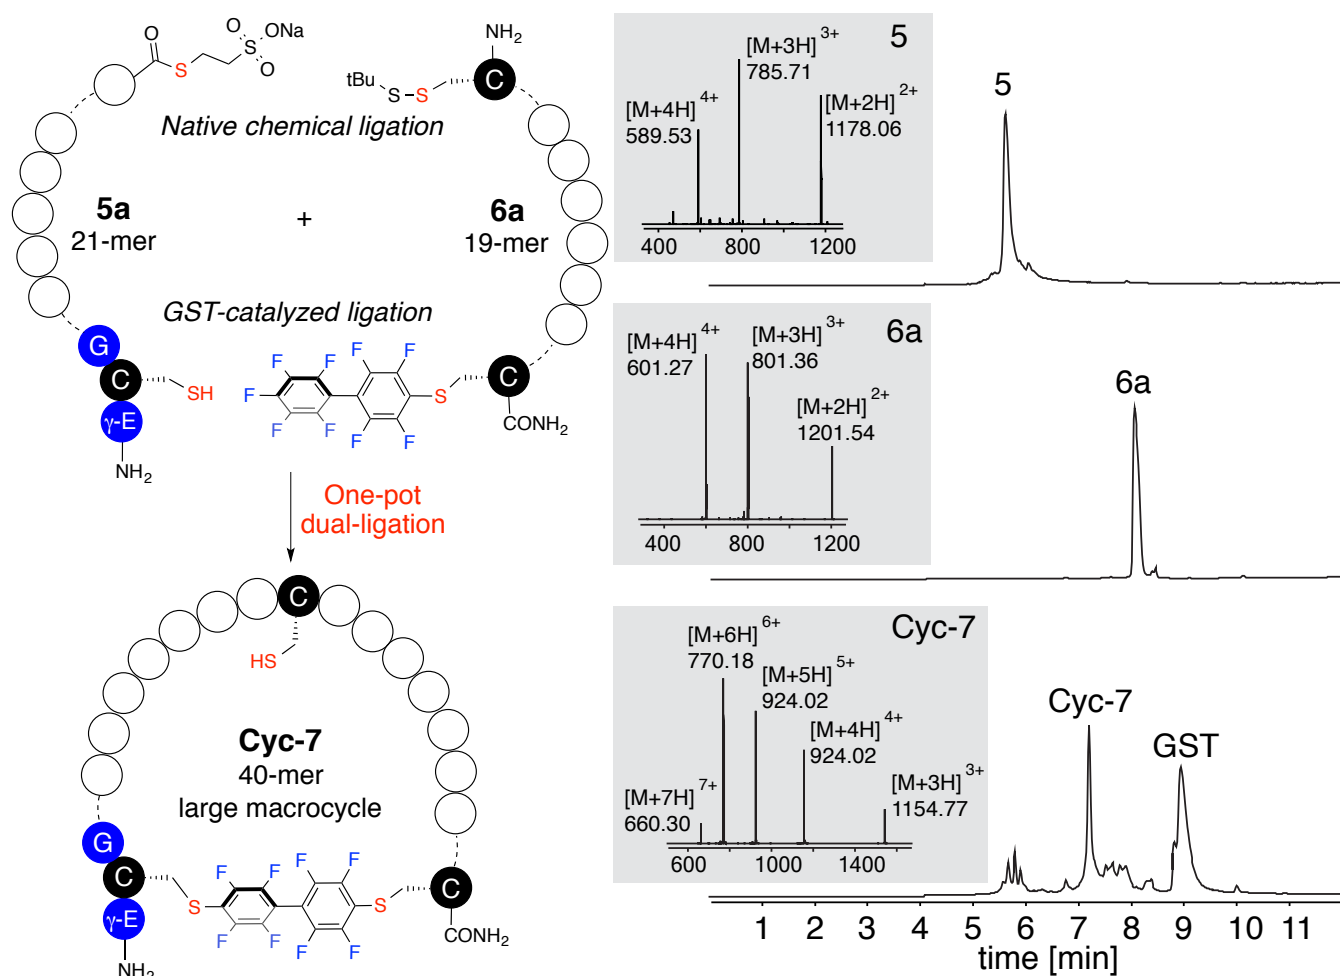 O
O
ONa
S
S
O
NH2
tBu
S–S
C
Native chemical ligation
5a
21-mer
+
6a
19-mer
GST-catalyzed ligation
G
C
SH
γ-E
NH2
F F F F
F
F F F F
S
C
CONH2
One-pot
dual-ligation
C
HS
Cyc-7
40-mer
large macrocycle
G
C
S
γ-E
NH2
F F F F
F F F F
S
C
CONH2
5
[M+3H] 3+
785.71
[M+4H] 4+
589.53
[M+2H] 2+
1178.06
400 800 1200
5
6a
[M+4H] 4+
601.27
[M+3H] 3+
801.36
[M+2H] 2+
1201.54
400 800 1200
6a
Cyc-7
[M+6H] 6+
770.18
[M+5H] 5+
924.02
[M+4H] 4+
924.02
[M+3H] 3+
1154.77
[M+7H] 7+
660.30
600 1000 1400
Cyc-7
GST
1 2 3 4 5 6 7 8 9 10 11
time [min]